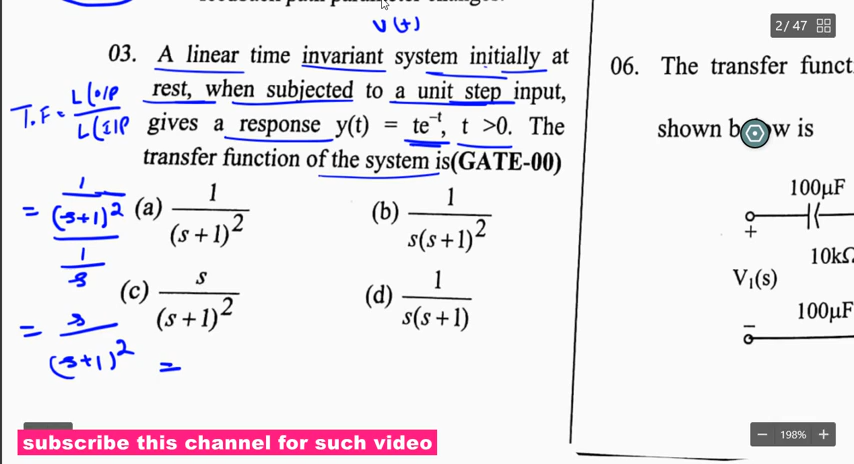 2 / 47
u(t)
03. A linear time invariant system initially at
rest, when subjected to a unit step input,
gives a response y(t) = te⁻ᵗ, t >0. The
transfer function of the system is(GATE-00)
T.F = L(O/P / L(I/P
= 1/(s+1)² / 1/s
= s/(s+1)² =
(a) 1/(s+1)²
(b) 1/s(s+1)²
(c) s/(s+1)²
(d) 1/s(s+1)
06. The transfer funct
shown b w is
100μF
+
10kΩ
V₁(s)
100μF
−
198%
subscribe this channel for such video